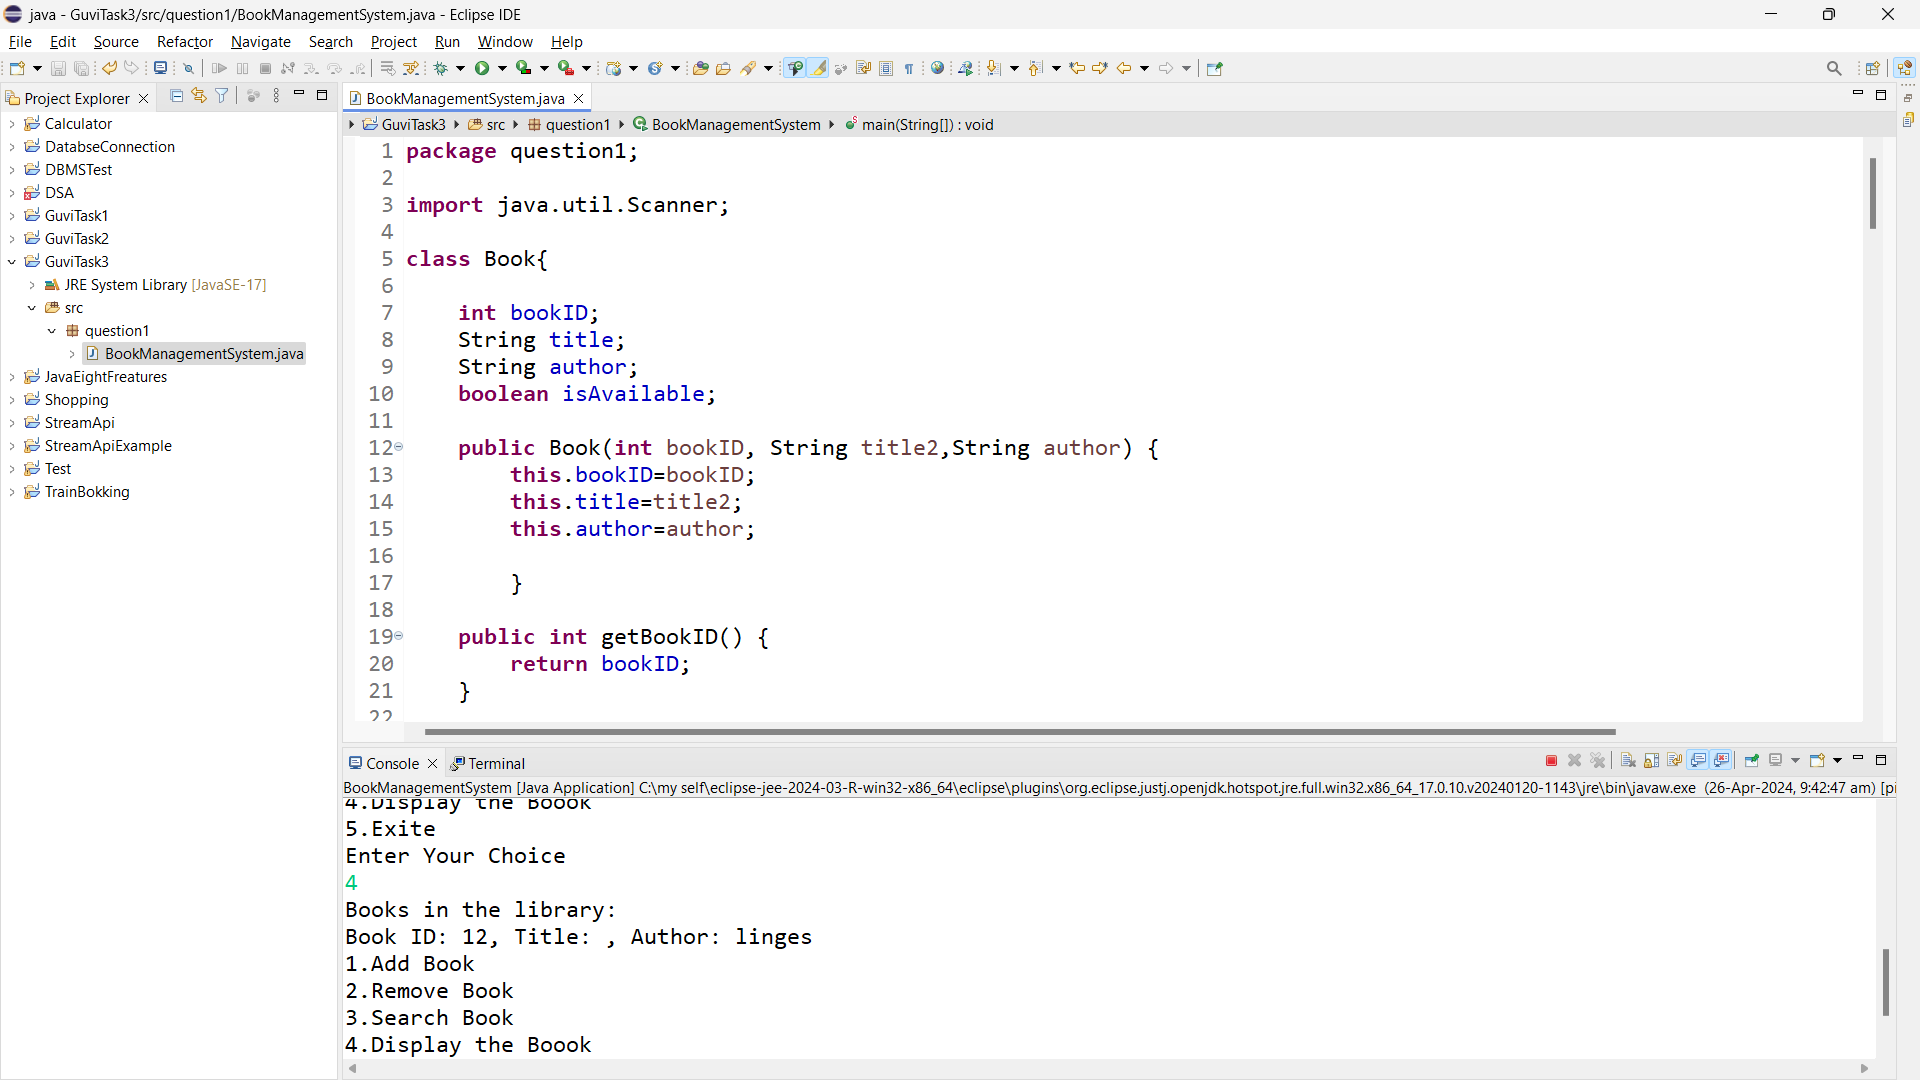 java - GuviTask3/src/question1/BookManagementSystem.java - Eclipse IDE
File Edit Source Refactor Navigate Search Project Run Window Help
Project Explorer
Calculator
DatabseConnection
DBMSTest
DSA
GuviTask1
GuviTask2
GuviTask3
JRE System Library [JavaSE-17]
src
question1
BookManagementSystem.java
JavaEightFreatures
Shopping
StreamApi
StreamApiExample
Test
TrainBokking
BookManagementSystem.java
GuviTask3 src question1 BookManagementSystem main(String[]) : void
1 package question1;
2
3 import java.util.Scanner;
4
5 class Book{
6
7 int bookID;
8 String title;
9 String author;
10 boolean isAvailable;
11
12 public Book(int bookID, String title2,String author) {
13 this.bookID=bookID;
14 this.title=title2;
15 this.author=author;
16
17 }
18
19 public int getBookID() {
20 return bookID;
21 }
22
Console Terminal
BookManagementSystem [Java Application] C:\my self\eclipse-jee-2024-03-R-win32-x86_64\eclipse\plugins\org.eclipse.justj.openjdk.hotspot.jre.full.win32.x86_64_17.0.10.v20240120-1143\jre\bin\javaw.exe (26-Apr-2024, 9:42:47 am) [pi
4.Display the Boook
5.Exite
Enter Your Choice
4
Books in the library:
Book ID: 12, Title: , Author: linges
1.Add Book
2.Remove Book
3.Search Book
4.Display the Boook